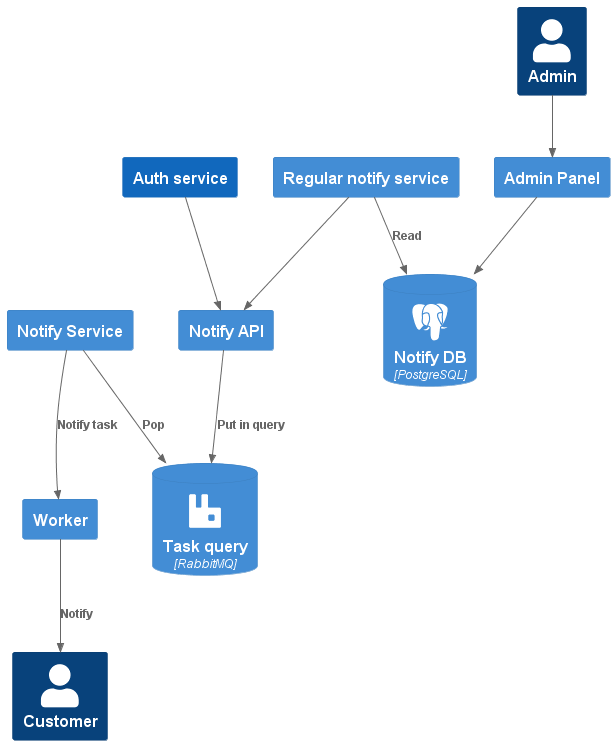 Admin
Auth service
Regular notify service
Admin Panel
Read
Notify Service
Notify API
Notify DB
[PostgreSQL]
Notify task
Pop
Put in query
Worker
Task query
[RabbitMQ]
Notify
Customer